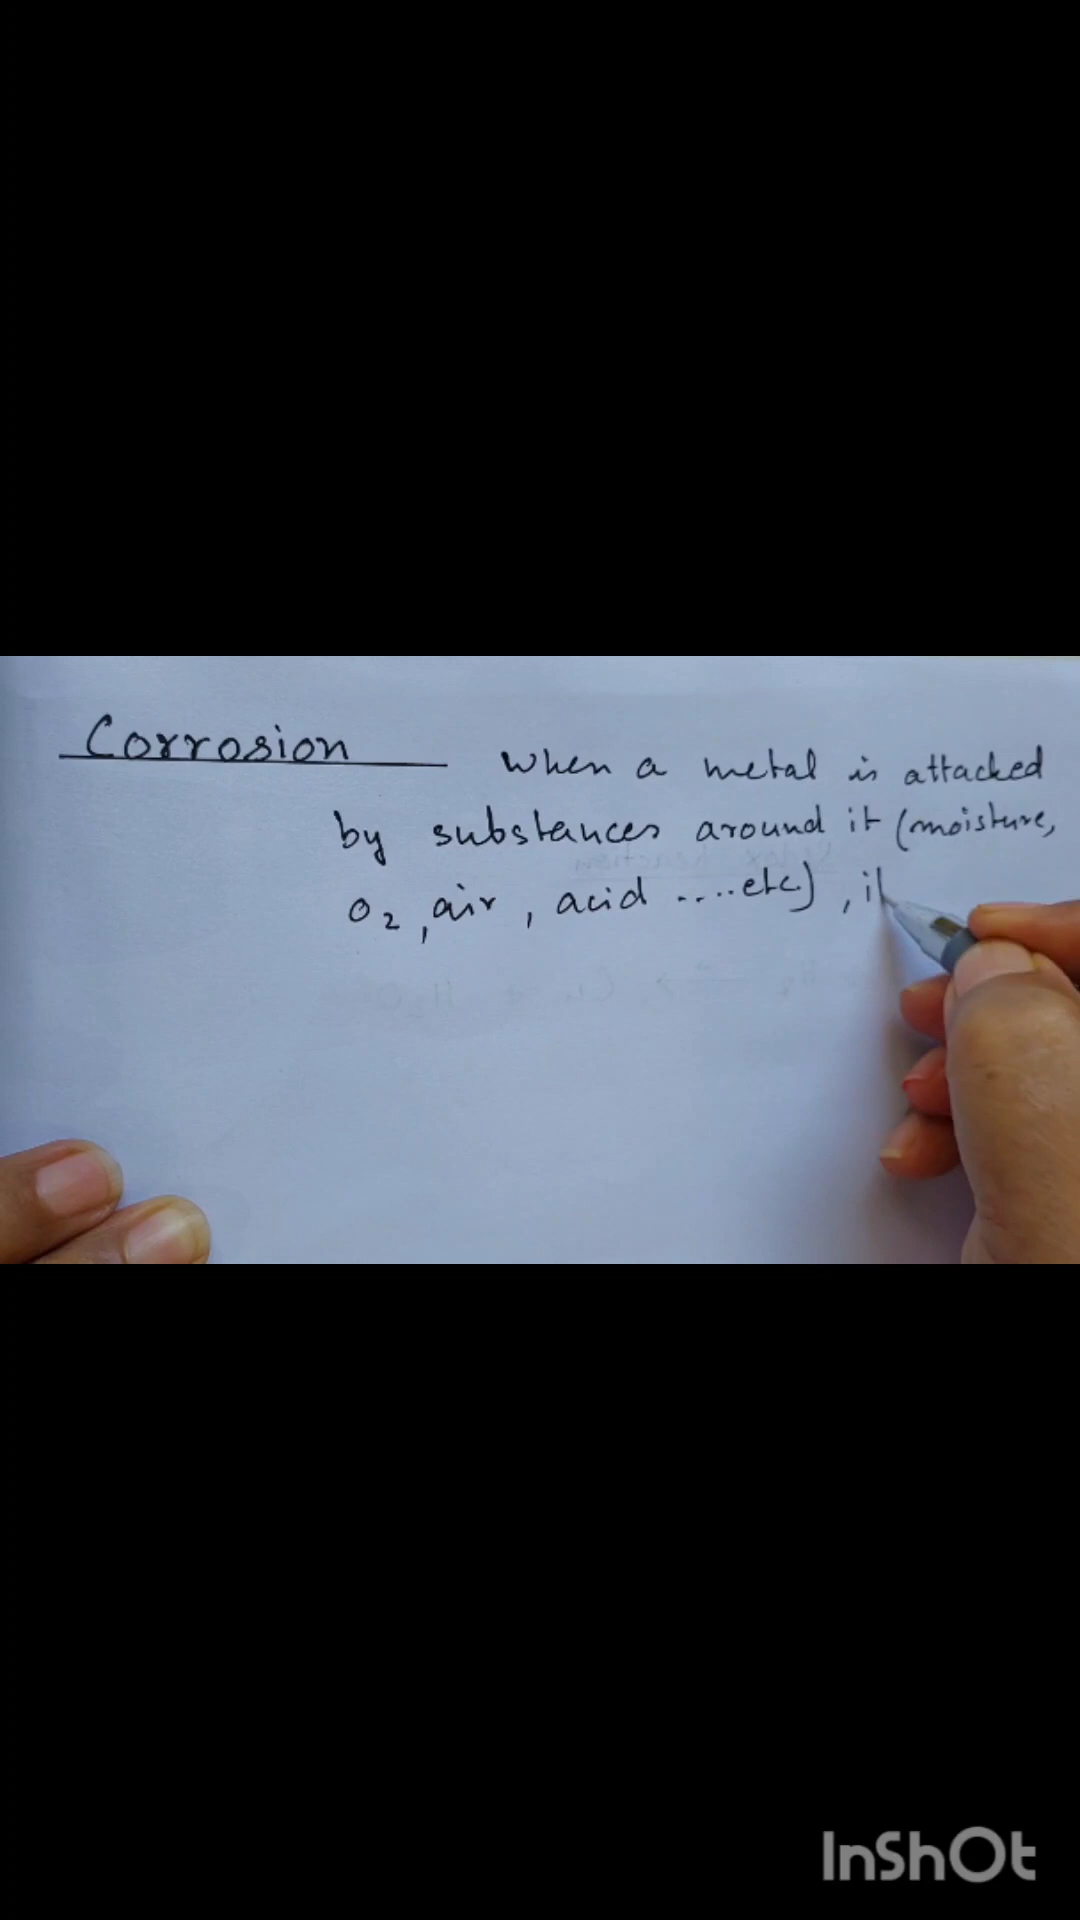 Corrosion When a metal is attacked
by substances around it (moisture,
O2, air, acid ....etc), it
InShOt